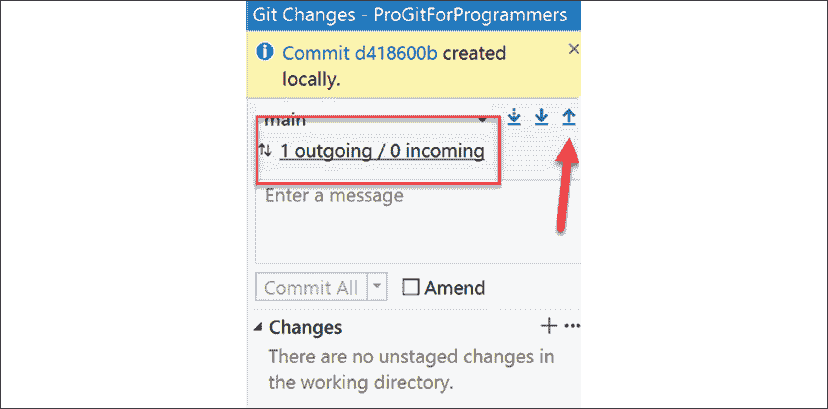 Git Changes - ProGitForProgrammers
Commit d418600b created
locally.
main
1 outgoing / 0 incoming
Enter a message
Commit All
Amend
Changes
There are no unstaged changes in
the working directory.